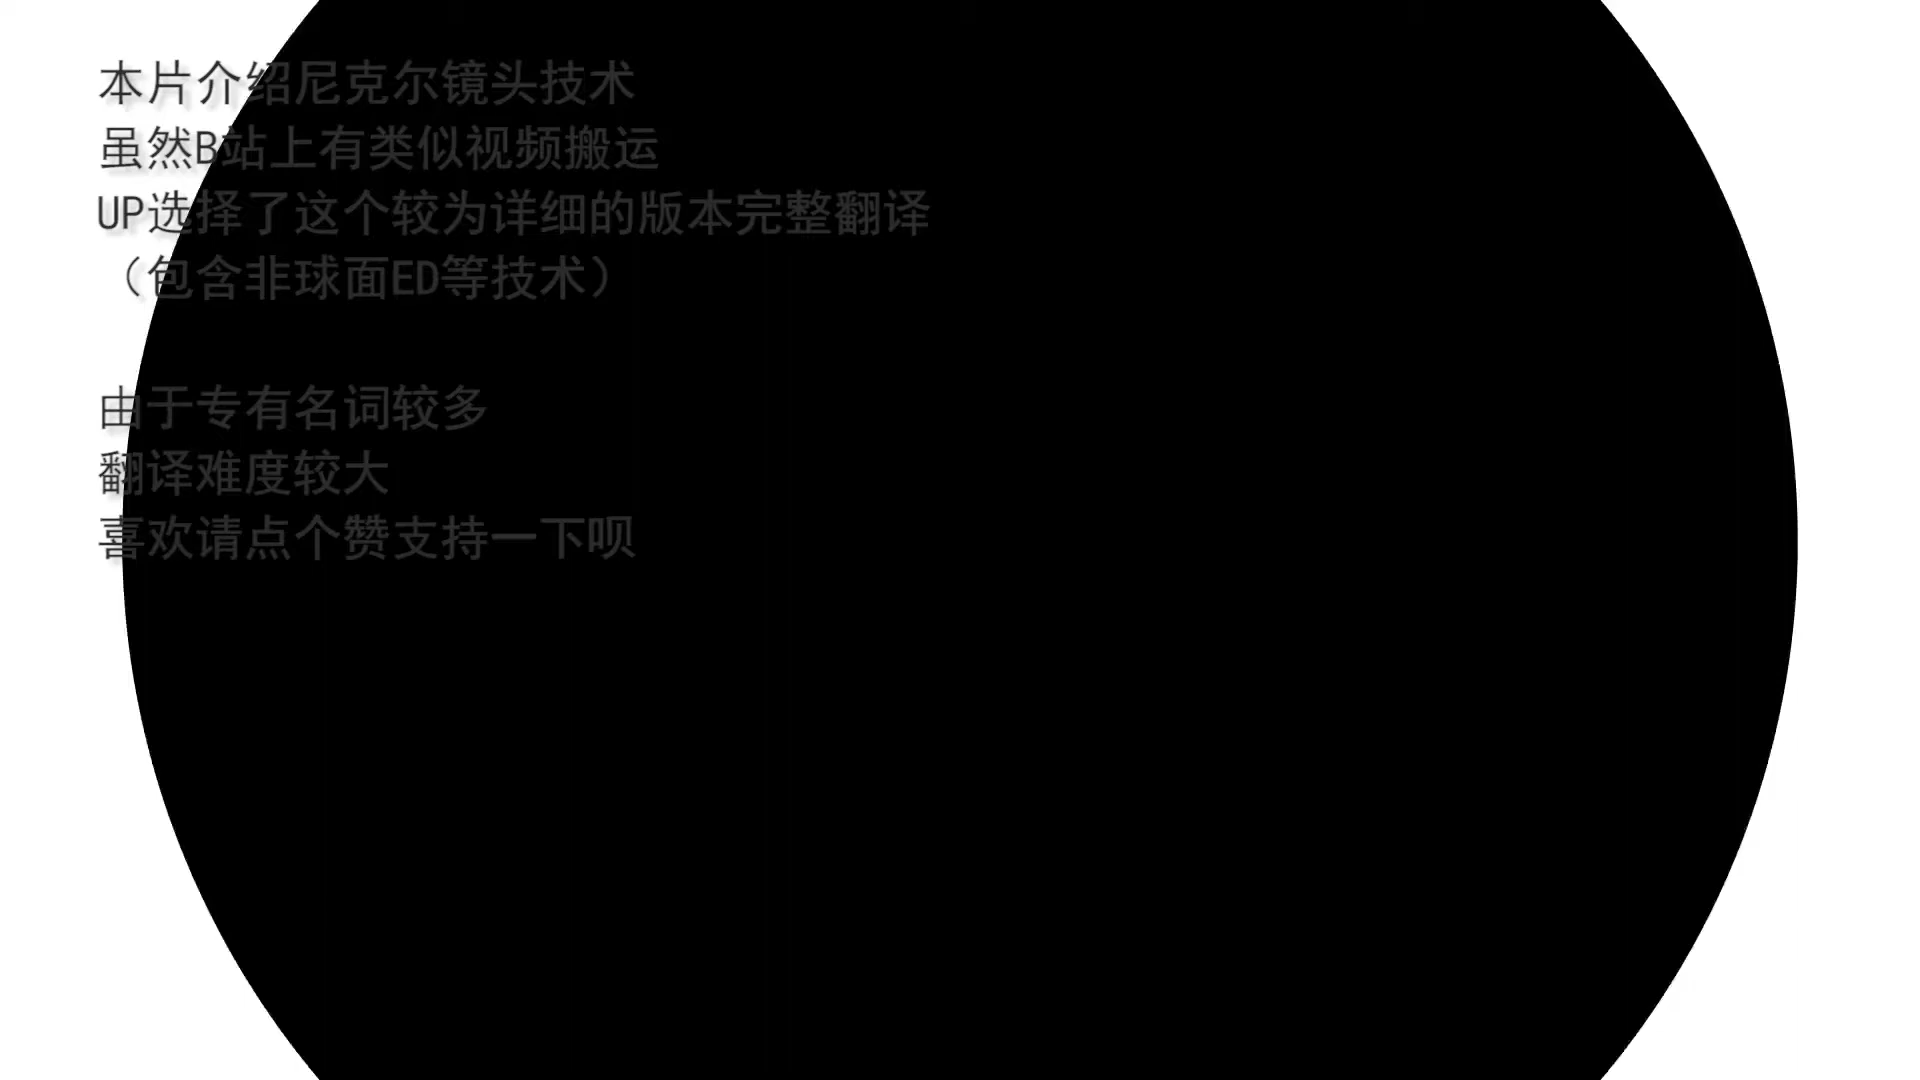 本片介绍尼克尔镜头技术
虽然B站上有类似视频搬运
UP选择了这个较为详细的版本完整翻译
（包含非球面ED等技术）
由于专有名词较多
翻译难度较大
喜欢请点个赞支持一下呗